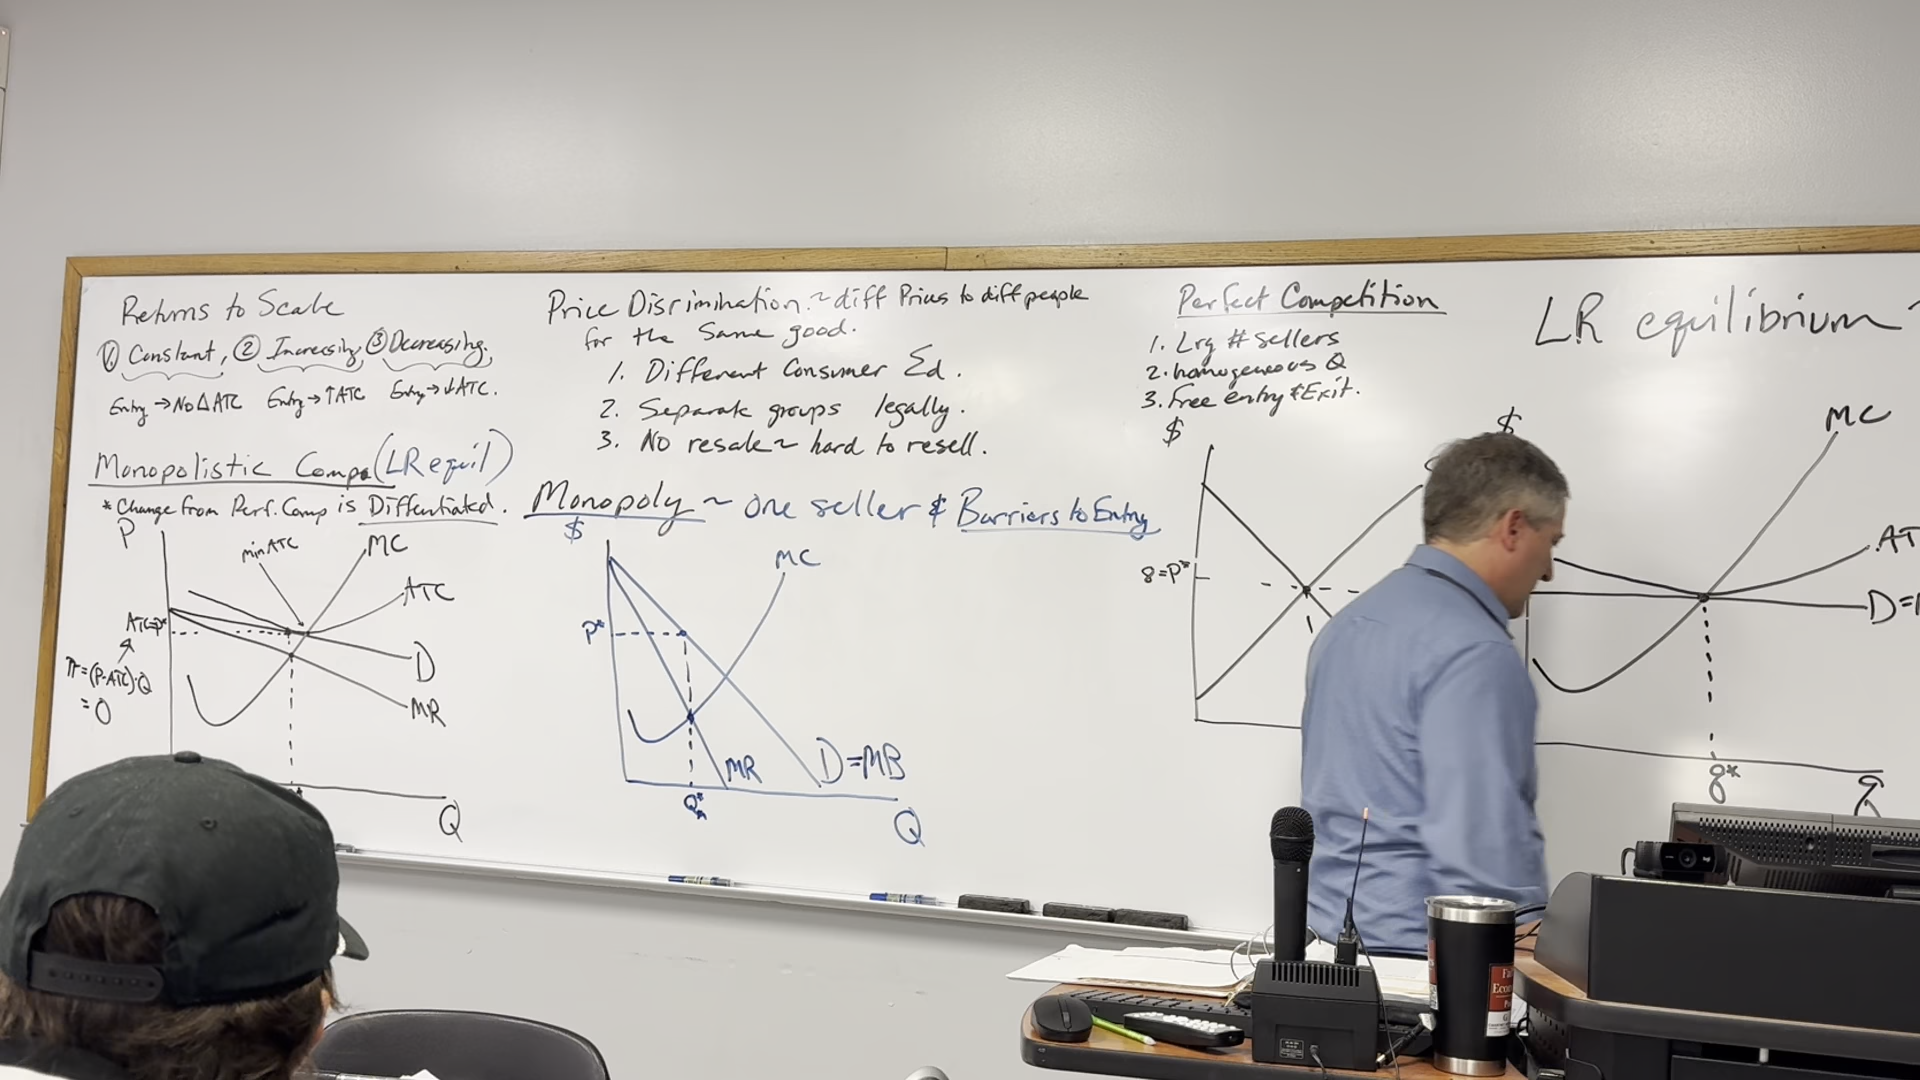 Returns to Scale
① Constant, ② Increasing, ③ Decreasing.
Entry → No Δ ATC Entry → ↑ATC Entry → ↓ATC.
Monopolistic Comp (LR equil)
* Change from Perf. Comp is Differentiated.
P
min ATC
MC
ATC
ATC=P*
D
π=(P-ATC)·Q
= 0
MR
Q
Price Discrimination ~ diff Prices to diff people
for the Same good.
1. Different Consumer Σd.
2. Separate groups legally.
3. No resale ~ hard to resell.
Monopoly ~ one seller & Barriers to Entry
$
MC
P*
MR
D=MB
Q*
Q
Perfect Competition
1. Lrg # Sellers
2. homogeneous Q
3. Free entry & Exit.
$
8=P*
LR equilibrium
$
MC
AT
D=
q*
q